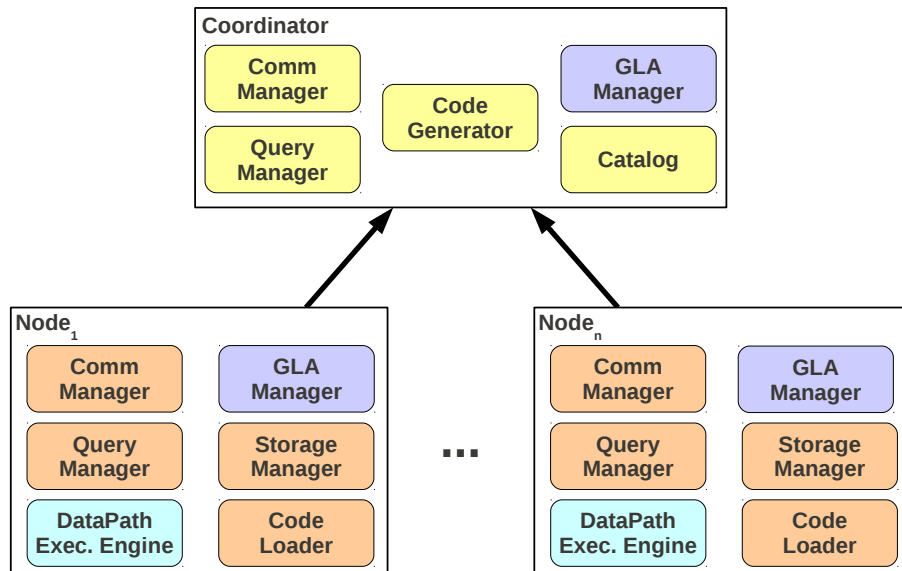 Coordinator
Comm
Manager
GLA
Manager
Code
Generator
Query
Manager
Catalog
Node1
Comm
Manager
GLA
Manager
Query
Manager
Storage
Manager
DataPath
Exec. Engine
Code
Loader
...
Noden
Comm
Manager
GLA
Manager
Query
Manager
Storage
Manager
DataPath
Exec. Engine
Code
Loader